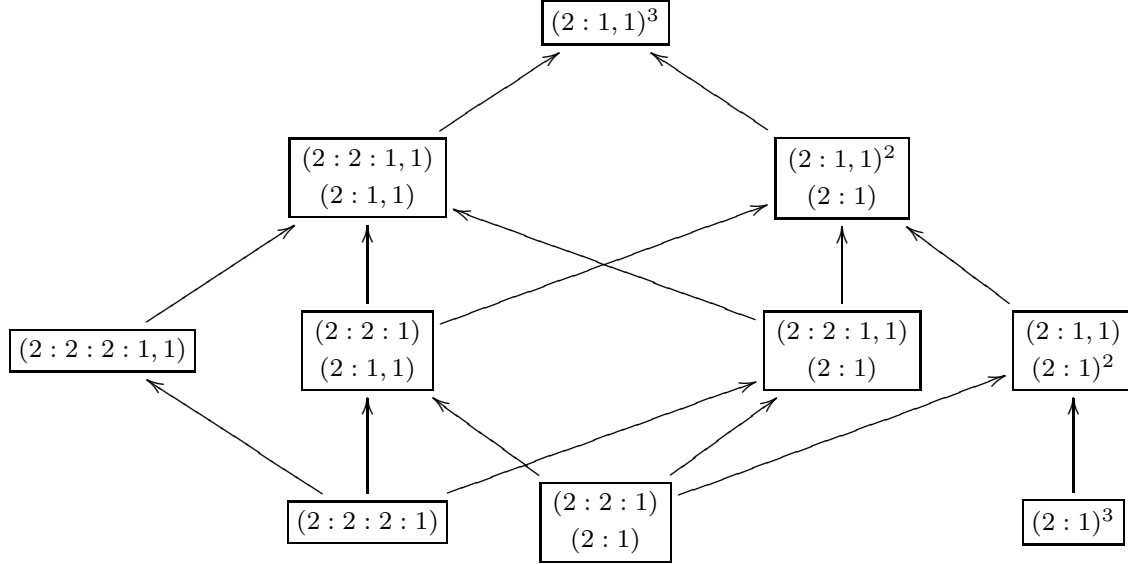 (2 : 1, 1)³
(2 : 2 : 1, 1)
(2 : 1, 1)
(2 : 1, 1)²
(2 : 1)
(2 : 2 : 2 : 1, 1)
(2 : 2 : 1)
(2 : 1, 1)
(2 : 2 : 1, 1)
(2 : 1)
(2 : 1, 1)
(2 : 1)²
(2 : 2 : 2 : 1)
(2 : 2 : 1)
(2 : 1)
(2 : 1)³